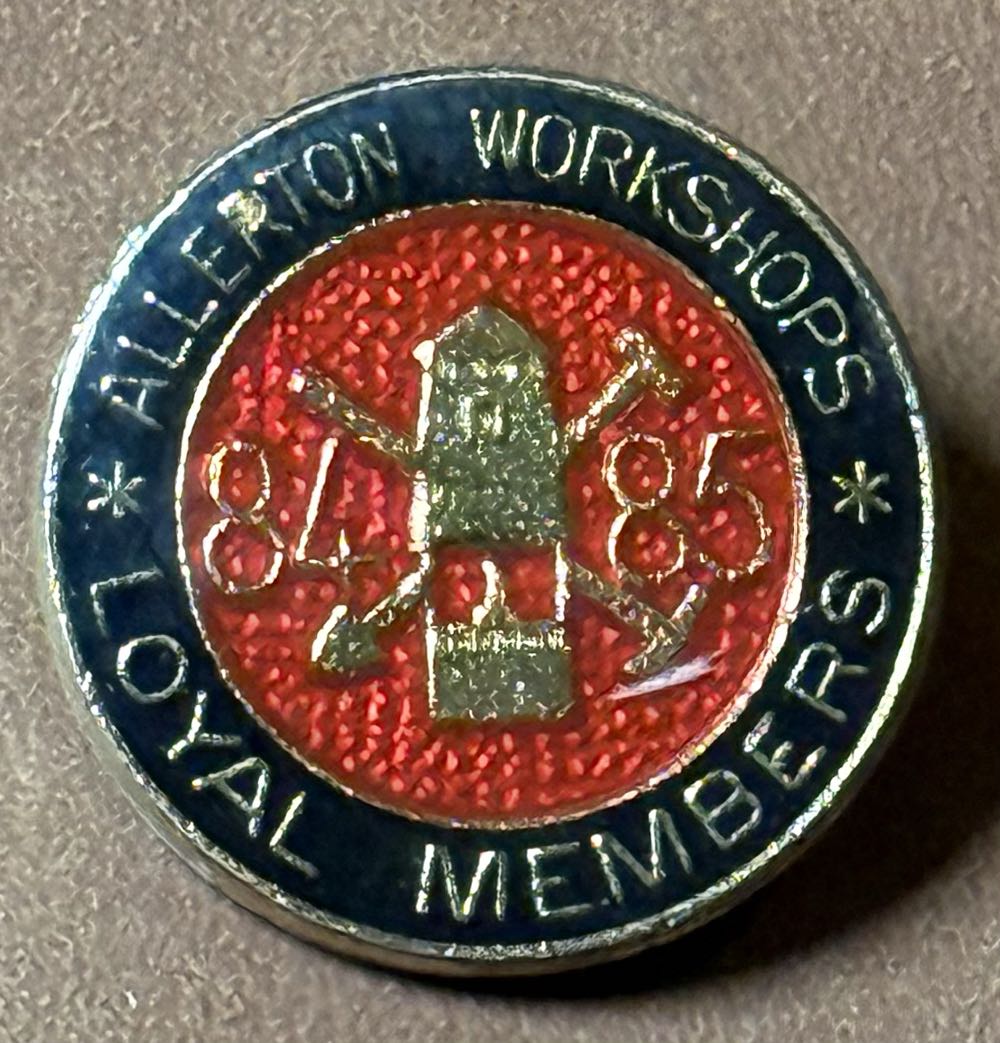 ALLERTON WORKSHOPS
84 85
* LOYAL MEMBERS *